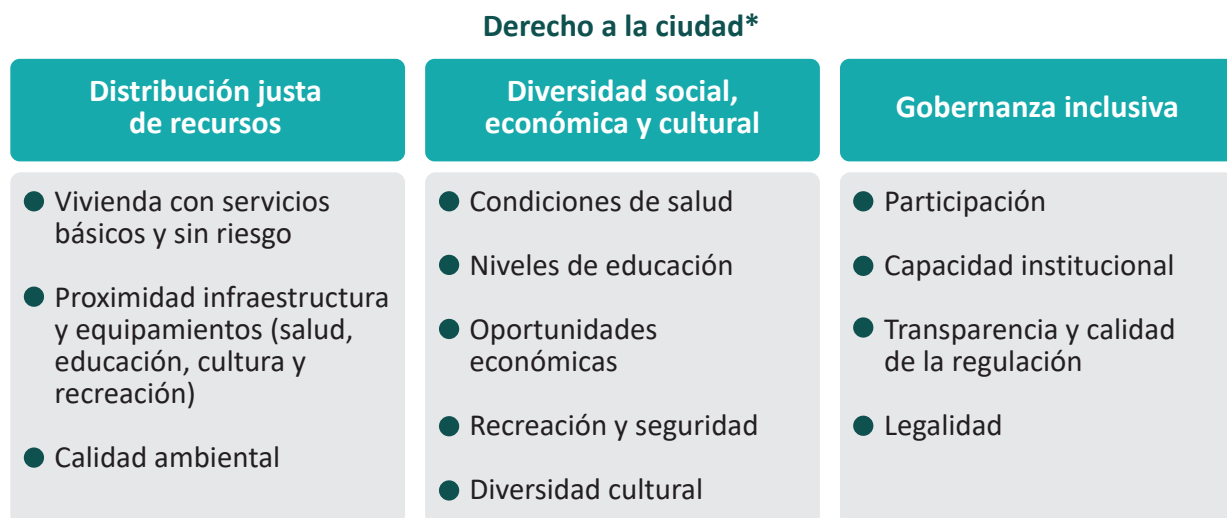 Derecho a la ciudad*
Distribución justa
de recursos
Vivienda con servicios
básicos y sin riesgo
Proximidad infraestructura
y equipamientos (salud,
educación, cultura y
recreación)
Calidad ambiental
Diversidad social,
económica y cultural
Condiciones de salud
Niveles de educación
Oportunidades
económicas
Recreación y seguridad
Diversidad cultural
Gobernanza inclusiva
Participación
Capacidad institucional
Transparencia y calidad
de la regulación
Legalidad